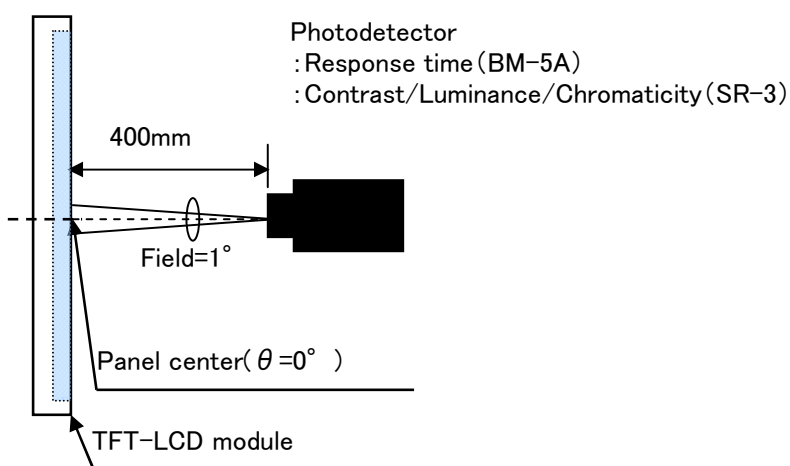 Photodetector
:Response time(BM-5A)
:Contrast/Luminance/Chromaticity(SR-3)
400mm
Field=1°
Panel center(θ=0° )
TFT-LCD module